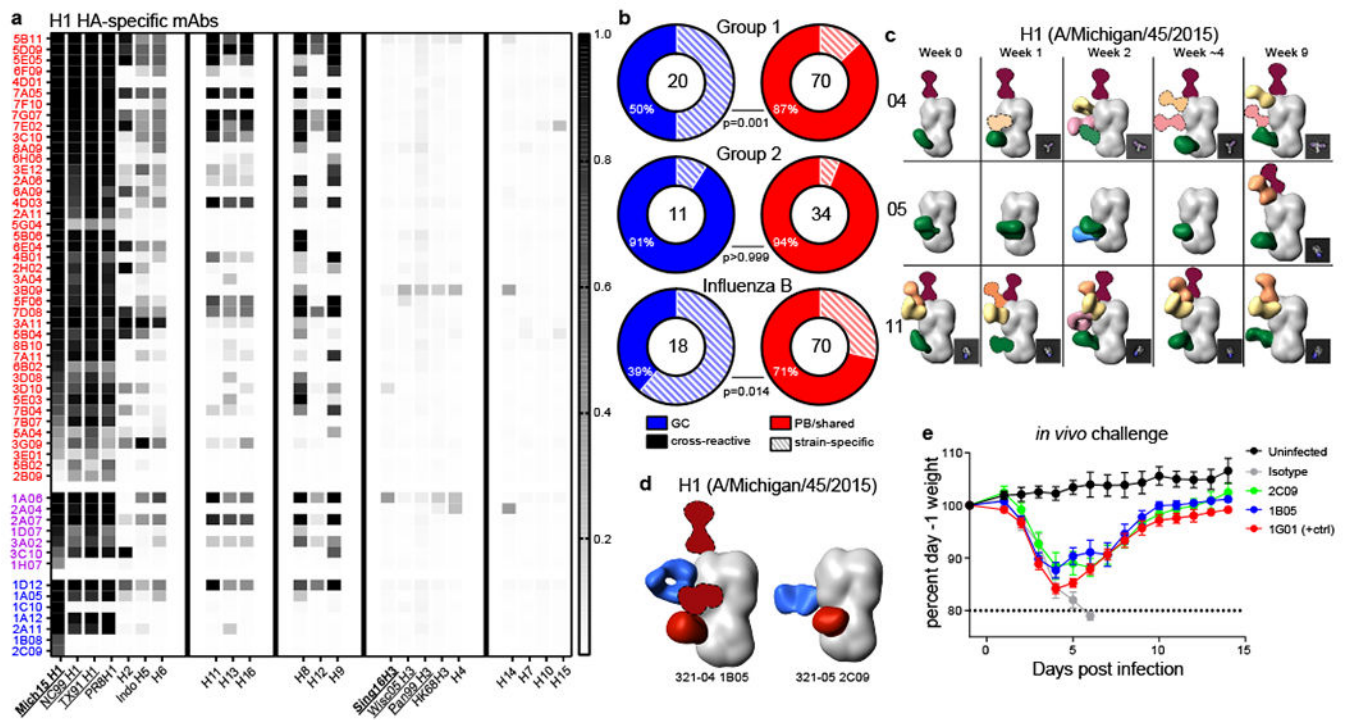 a
H1 HA-specific mAbs
5B11
5D09
5E05
6F09
4D01
7A05
7F10
7G07
7E02
3C10
8A09
6H06
3E12
2A06
6A09
4D03
2A11
5G04
5B06
6E04
4B01
2H02
3A04
3B09
5F06
7D08
3A11
5B04
8B10
7A11
6B02
3D08
3D10
5E03
7B04
7B07
5A04
3G09
3E01
5B02
2B09
1A06
2A04
2A07
1D07
3A02
3C10
1H07
1D12
1A05
1C10
1A12
2A11
1B08
2C09
Mich15 H1
NC99 H1
TX91 H1
PR8H1
H2
Indo H5
H6
H11
H13
H16
H8
H12
H9
Sing16H3
Wisc05 H3
Pan99 H3
HK68H3
H4
H14
H7
H10
H15
1.0
0.8
0.6
0.4
0.2
b
Group 1
20
70
50%
87%
p=0.001
Group 2
11
34
91%
94%
p>0.999
Influenza B
18
70
39%
71%
p=0.014
GC
PB/shared
cross-reactive
strain-specific
c
H1 (A/Michigan/45/2015)
Week 0
Week 1
Week 2
Week ~4
Week 9
04
05
11
d
H1 (A/Michigan/45/2015)
321-04 1B05
321-05 2C09
e
in vivo challenge
percent day -1 weight
110
100
90
80
0
5
10
15
Days post infection
Uninfected
Isotype
2C09
1B05
1G01 (+ctrl)